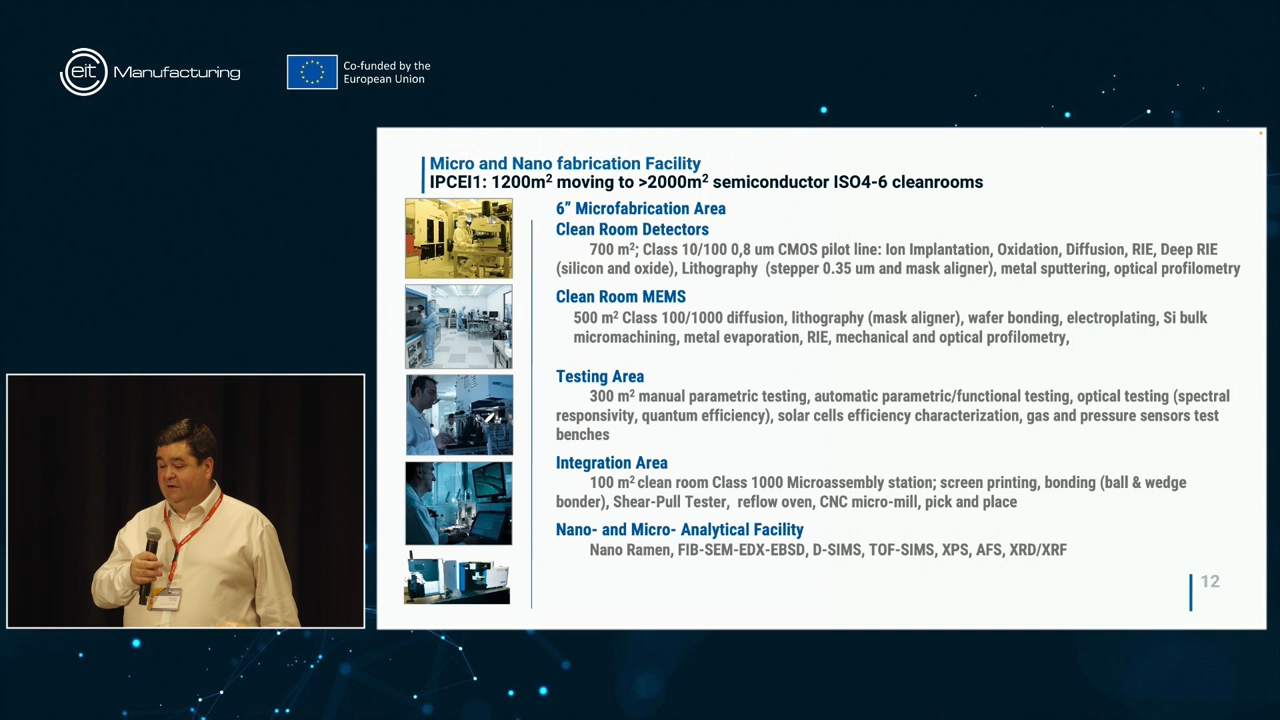 eit Manufacturing
Co-funded by the
European Union
Micro and Nano fabrication Facility
IPCEI1: 1200m² moving to >2000m² semiconductor ISO4-6 cleanrooms
6” Microfabrication Area
Clean Room Detectors
700 m²; Class 10/100 0,8 um CMOS pilot line: Ion Implantation, Oxidation, Diffusion, RIE, Deep RIE
(silicon and oxide), Lithography (stepper 0.35 um and mask aligner), metal sputtering, optical profilometry
Clean Room MEMS
500 m² Class 100/1000 diffusion, lithography (mask aligner), wafer bonding, electroplating, Si bulk
micromachining, metal evaporation, RIE, mechanical and optical profilometry,
Testing Area
300 m² manual parametric testing, automatic parametric/functional testing, optical testing (spectral
responsivity, quantum efficiency), solar cells efficiency characterization, gas and pressure sensors test
benches
Integration Area
100 m² clean room Class 1000 Microassembly station; screen printing, bonding (ball & wedge
bonder), Shear-Pull Tester, reflow oven, CNC micro-mill, pick and place
Nano- and Micro- Analytical Facility
Nano Ramen, FIB-SEM-EDX-EBSD, D-SIMS, TOF-SIMS, XPS, AFS, XRD/XRF
12